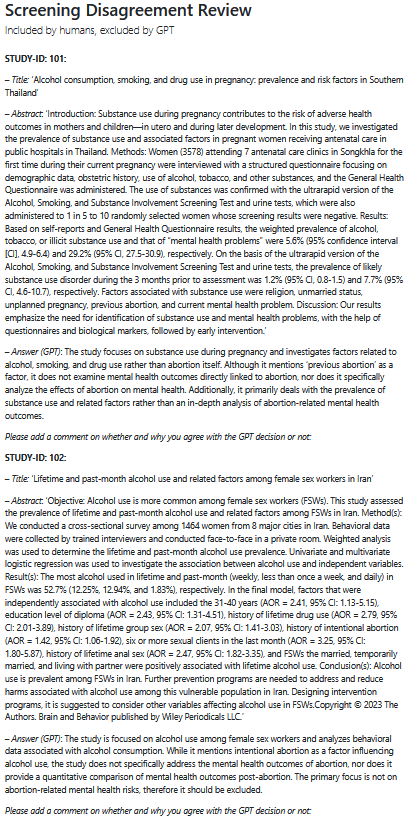 Screening Disagreement Review
Included by humans, excluded by GPT
STUDY-ID: 101:
– Title: 'Alcohol consumption, smoking, and drug use in pregnancy: prevalence and risk factors in Southern
Thailand'
– Abstract: 'Introduction: Substance use during pregnancy contributes to the risk of adverse health
outcomes in mothers and children—in utero and during later development. In this study, we investigated
the prevalence of substance use and associated factors in pregnant women receiving antenatal care in
public hospitals in Thailand. Methods: Women (3578) attending 7 antenatal care clinics in Songkhla for the
first time during their current pregnancy were interviewed with a structured questionnaire focusing on
demographic data, obstetric history, use of alcohol, tobacco, and other substances, and the General Health
Questionnaire was administered. The use of substances was confirmed with the ultrarapid version of the
Alcohol, Smoking, and Substance Involvement Screening Test and urine tests, which were also
administered to 1 in 5 to 10 randomly selected women whose screening results were negative. Results:
Based on self-reports and General Health Questionnaire results, the weighted prevalence of alcohol,
tobacco, or illicit substance use and that of "mental health problems" were 5.6% (95% confidence interval
[CI], 4.9-6.4) and 29.2% (95% CI, 27.5-30.9), respectively. On the basis of the ultrarapid version of the
Alcohol, Smoking, and Substance Involvement Screening Test and urine tests, the prevalence of likely
substance use disorder during the 3 months prior to assessment was 1.2% (95% CI, 0.8-1.5) and 7.7% (95%
CI, 4.6-10.7), respectively. Factors associated with substance use were religion, unmarried status,
unplanned pregnancy, previous abortion, and current mental health problem. Discussion: Our results
emphasize the need for identification of substance use and mental health problems, with the help of
questionnaires and biological markers, followed by early intervention.'
– Answer (GPT): The study focuses on substance use during pregnancy and investigates factors related to
alcohol, smoking, and drug use rather than abortion itself. Although it mentions 'previous abortion' as a
factor, it does not examine mental health outcomes directly linked to abortion, nor does it specifically
analyze the effects of abortion on mental health. Additionally, it primarily deals with the prevalence of
substance use and related factors rather than an in-depth analysis of abortion-related mental health
outcomes.
Please add a comment on whether and why you agree with the GPT decision or not:
STUDY-ID: 102:
– Title: 'Lifetime and past-month alcohol use and related factors among female sex workers in Iran'
– Abstract: 'Objective: Alcohol use is more common among female sex workers (FSWs). This study assessed
the prevalence of lifetime and past-month alcohol use and related factors among FSWs in Iran. Method(s):
We conducted a cross-sectional survey among 1464 women from 8 major cities in Iran. Behavioral data
were collected by trained interviewers and conducted face-to-face in a private room. Weighted analysis
was used to determine the lifetime and past-month alcohol use prevalence. Univariate and multivariate
logistic regression was used to investigate the association between alcohol use and independent variables.
Result(s): The most alcohol used in lifetime and past-month (weekly, less than once a week, and daily) in
FSWs was 52.7% (12.25%, 12.94%, and 1.83%), respectively. In the final model, factors that were
independently associated with alcohol use included the 31-40 years (AOR = 2.41, 95% CI: 1.13-5.15),
education level of diploma (AOR = 2.43, 95% CI: 1.31-4.51), history of lifetime drug use (AOR = 2.79,
95% CI: 2.01-3.89), history of lifetime group sex (AOR = 2.07, 95% CI: 1.41-3.03), history of intentional abortion
(AOR = 1.42, 95% CI: 1.06-1.92), six or more sexual clients in the last month (AOR = 3.25, 95% CI:
1.80-5.87), history of lifetime anal sex (AOR = 2.47, 95% CI: 1.82-3.35), and FSWs the married, temporarily
married, and living with partner were positively associated with lifetime alcohol use. Conclusion(s): Alcohol
use is prevalent among FSWs in Iran. Further prevention programs are needed to address and reduce
harms associated with alcohol among this vulnerable population in Iran. Designing intervention
programs, it is suggested to consider other variables affecting alcohol use in FSWs.Copyright © 2023 The
Authors. Brain and Behavior published by Wiley Periodicals LLC.'
– Answer (GPT): The study is focused on alcohol use among female sex workers and analyzes behavioral
data associated with alcohol consumption. While it mentions intentional abortion as a factor influencing
alcohol use, the study does not specifically address the mental health outcomes of abortion, nor does it
provide a quantitative comparison of mental health outcomes post-abortion. The primary focus is not on
abortion-related mental health risks, therefore it should be excluded.
Please add a comment on whether and why you agree with the GPT decision or not: